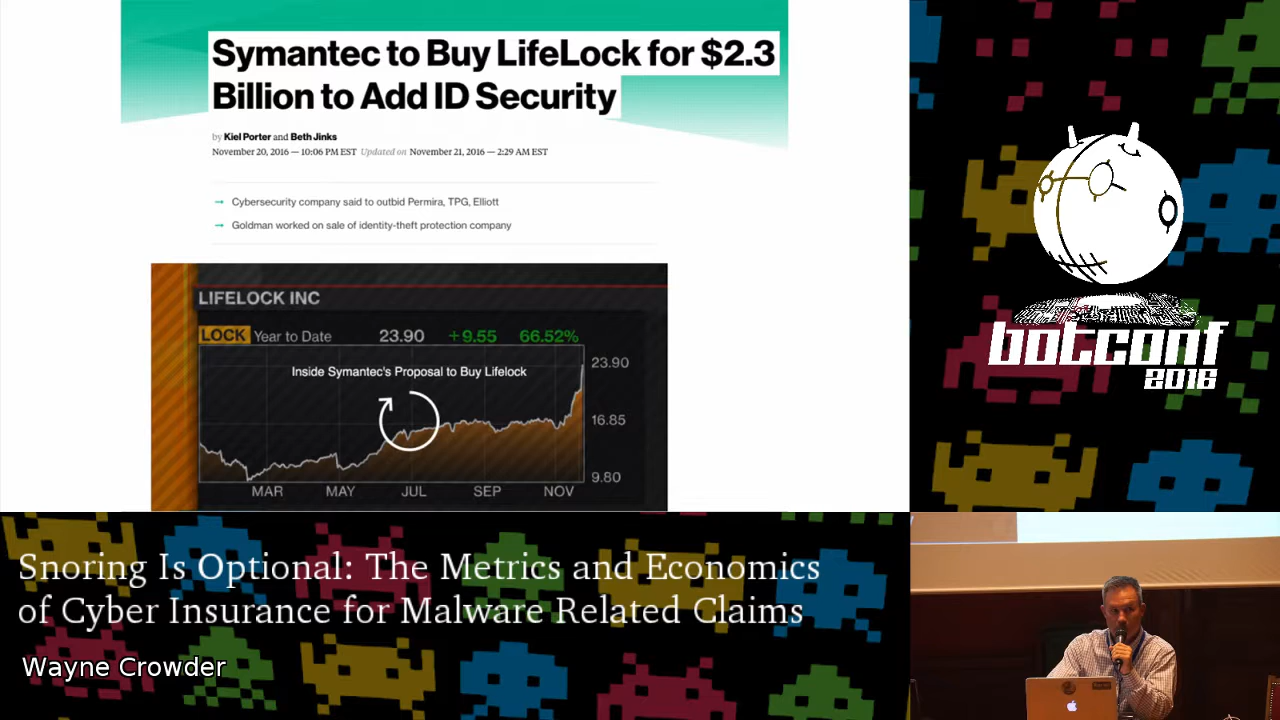 Symantec to Buy LifeLock for $2.3
Billion to Add ID Security
by Kiel Porter and Beth Jinks
November 20, 2016 — 10:06 PM EST Updated on November 21, 2016 — 2:29 AM EST
→ Cybersecurity company said to outbid Permira, TPG, Elliott
→ Goldman worked on sale of identity-theft protection company
LIFELOCK INC
LOCK Year to Date 23.90 +9.55 66.52%
Inside Symantec's Proposal to Buy Lifelock
23.90
16.85
9.80
MAR MAY JUL SEP NOV
botconf
2016
Snoring Is Optional: The Metrics and Economics
of Cyber Insurance for Malware Related Claims
Wayne Crowder